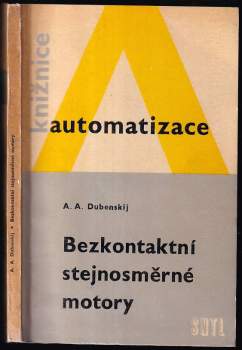 knižnice
automatizace
A. A. Dubenskij
Bezkontaktní
stejnosměrné
motory
SNTL
A. A. Dubenskij • Bezkontaktní stejnosměrné motory